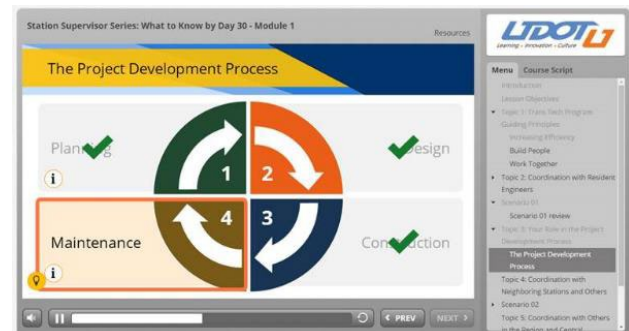 Station Supervisor Series: What to Know by Day 30 - Module 1
Resources
The Project Development Process
Planning
1
2
Design
4
3
Maintenance
Construction
PREV
NEXT
UDOT
Learning - Innovation - Culture
Menu
Course Script
Introduction
Lesson Objectives
Topic 1: Trans Tech Program
Guiding Principles
Increasing Efficiency
Build People
Work Together
Topic 2: Coordination with Resident
Engineers
Scenario 01
Scenario 01 review
Topic 3: Your Role in the Project
Development Process
The Project Development
Process
Topic 4: Coordination with
Neighboring Stations and Others
Scenario 02
Topic 5: Coordination with Others
in the Region and Central